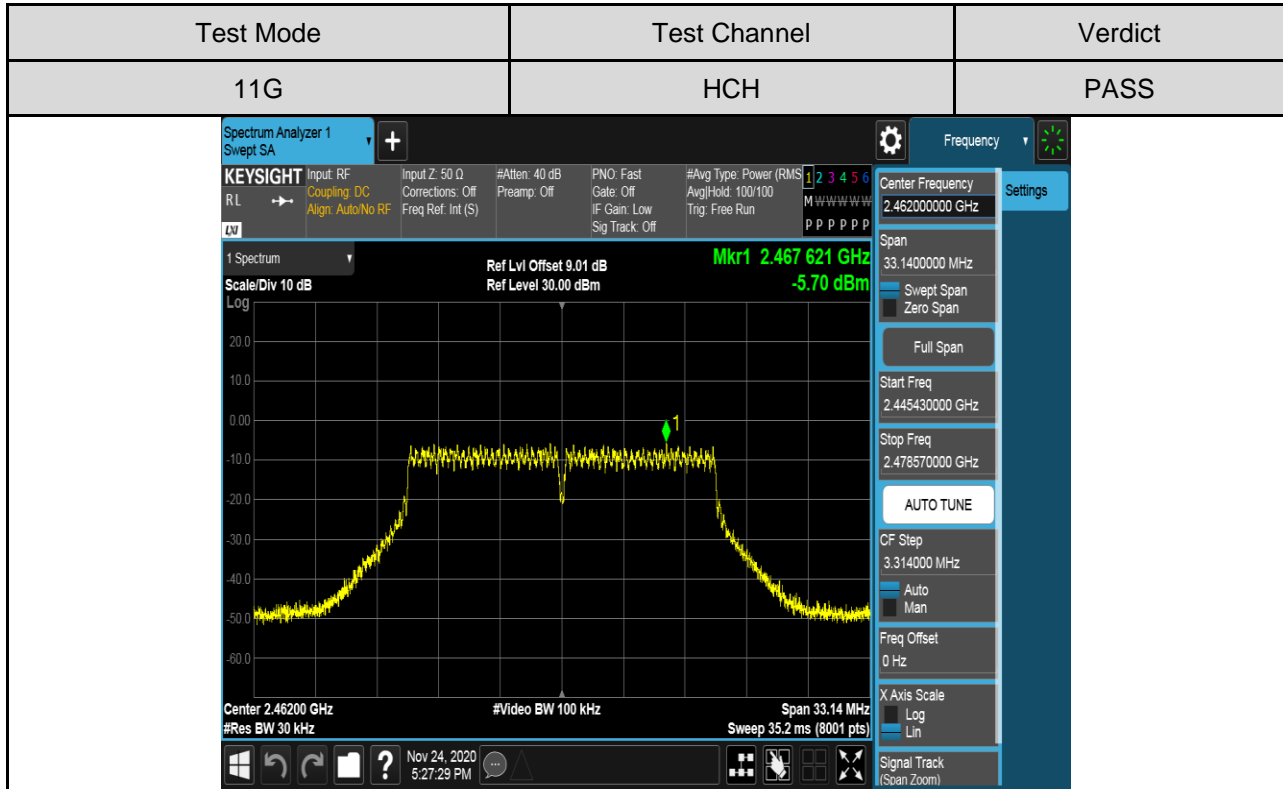 Test Mode Test Channel Verdict
11G HCH PASS
Spectrum Analyzer 1
Swept SA
+
Frequency
KEYSIGHT
RL
LXI
Input: RF
Coupling: DC
Align: Auto/No RF
Input Z: 50 Ω
Corrections: Off
Freq Ref: Int (S)
#Atten: 40 dB
Preamp: Off
PNO: Fast
Gate: Off
IF Gain: Low
Sig Track: Off
#Avg Type: Power (RMS
Avg|Hold: 100/100
Trig: Free Run
1 2 3 4 5 6
M W W W W W
P P P P P P
Center Frequency
2.462000000 GHz
Settings
Span
33.1400000 MHz
Swept Span
Zero Span
Full Span
Start Freq
2.445430000 GHz
Stop Freq
2.478570000 GHz
AUTO TUNE
CF Step
3.314000 MHz
Auto
Man
Freq Offset
0 Hz
X Axis Scale
Log
Lin
Signal Track
(Span Zoom)
1 Spectrum
Scale/Div 10 dB
Ref Lvl Offset 9.01 dB
Ref Level 30.00 dBm
Mkr1 2.467 621 GHz
-5.70 dBm
Log
20.0
10.0
0.00
1
-10.0
-20.0
-30.0
-40.0
-50.0
-60.0
Center 2.46200 GHz
#Res BW 30 kHz
#Video BW 100 kHz
Span 33.14 MHz
Sweep 35.2 ms (8001 pts)
?
Nov 24, 2020
5:27:29 PM